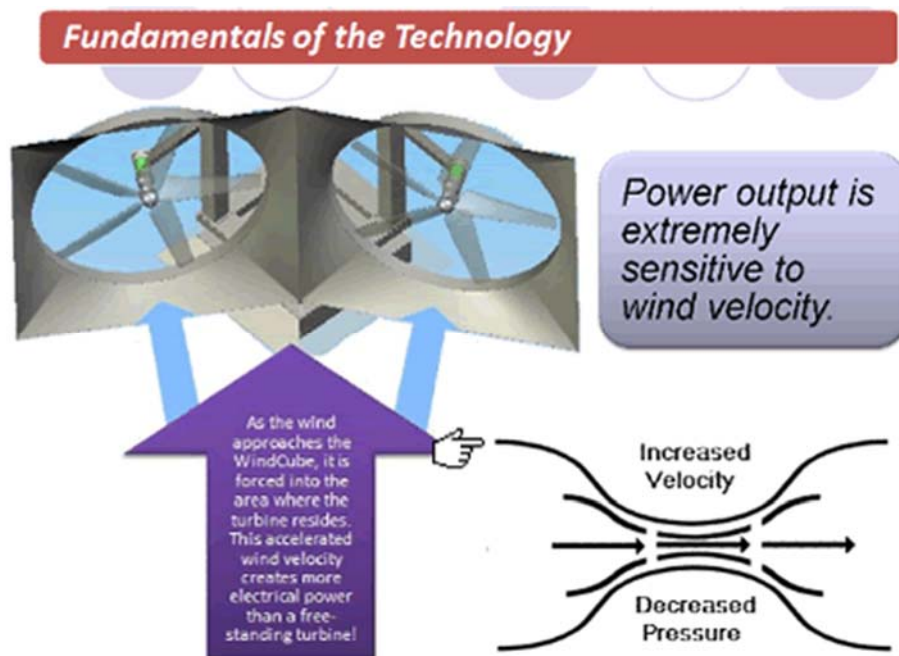 Fundamentals of the Technology
Power output is
extremely
sensitive to
wind velocity.
As the wind
approaches the
WindCube, it is
forced into the
area where the
turbine resides.
This accelerated
wind velocity
creates more
electrical power
than a free-
standing turbine!
Increased
Velocity
Decreased
Pressure